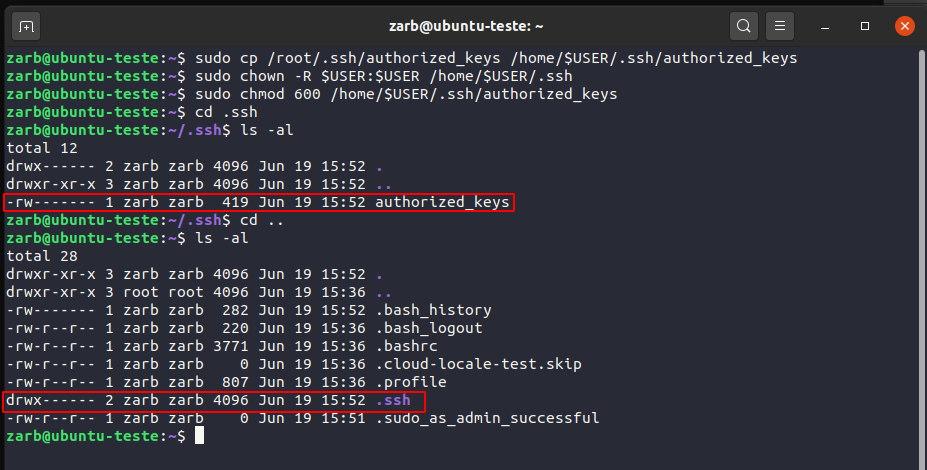 zarb@ubuntu-teste: ~
zarb@ubuntu-teste:~$ sudo cp /root/.ssh/authorized_keys /home/$USER/.ssh/authorized_keys
zarb@ubuntu-teste:~$ sudo chown -R $USER:$USER /home/$USER/.ssh
zarb@ubuntu-teste:~$ sudo chmod 600 /home/$USER/.ssh/authorized_keys
zarb@ubuntu-teste:~$ cd .ssh
zarb@ubuntu-teste:~/.ssh$ ls -al
total 12
drwx------ 2 zarb zarb 4096 Jun 19 15:52 .
drwxr-xr-x 3 zarb zarb 4096 Jun 19 15:52 ..
-rw------- 1 zarb zarb  419 Jun 19 15:52 authorized_keys
zarb@ubuntu-teste:~/.ssh$ cd ..
zarb@ubuntu-teste:~$ ls -al
total 28
drwxr-xr-x 3 zarb zarb 4096 Jun 19 15:52 .
drwxr-xr-x 3 root root 4096 Jun 19 15:36 ..
-rw------- 1 zarb zarb  282 Jun 19 15:52 .bash_history
-rw-r--r-- 1 zarb zarb  220 Jun 19 15:36 .bash_logout
-rw-r--r-- 1 zarb zarb 3771 Jun 19 15:36 .bashrc
-rw-r--r-- 1 zarb zarb    0 Jun 19 15:36 .cloud-locale-test.skip
-rw-r--r-- 1 zarb zarb  807 Jun 19 15:36 .profile
drwx------ 2 zarb zarb 4096 Jun 19 15:52 .ssh
-rw-r--r-- 1 zarb zarb    0 Jun 19 15:51 .sudo_as_admin_successful
zarb@ubuntu-teste:~$